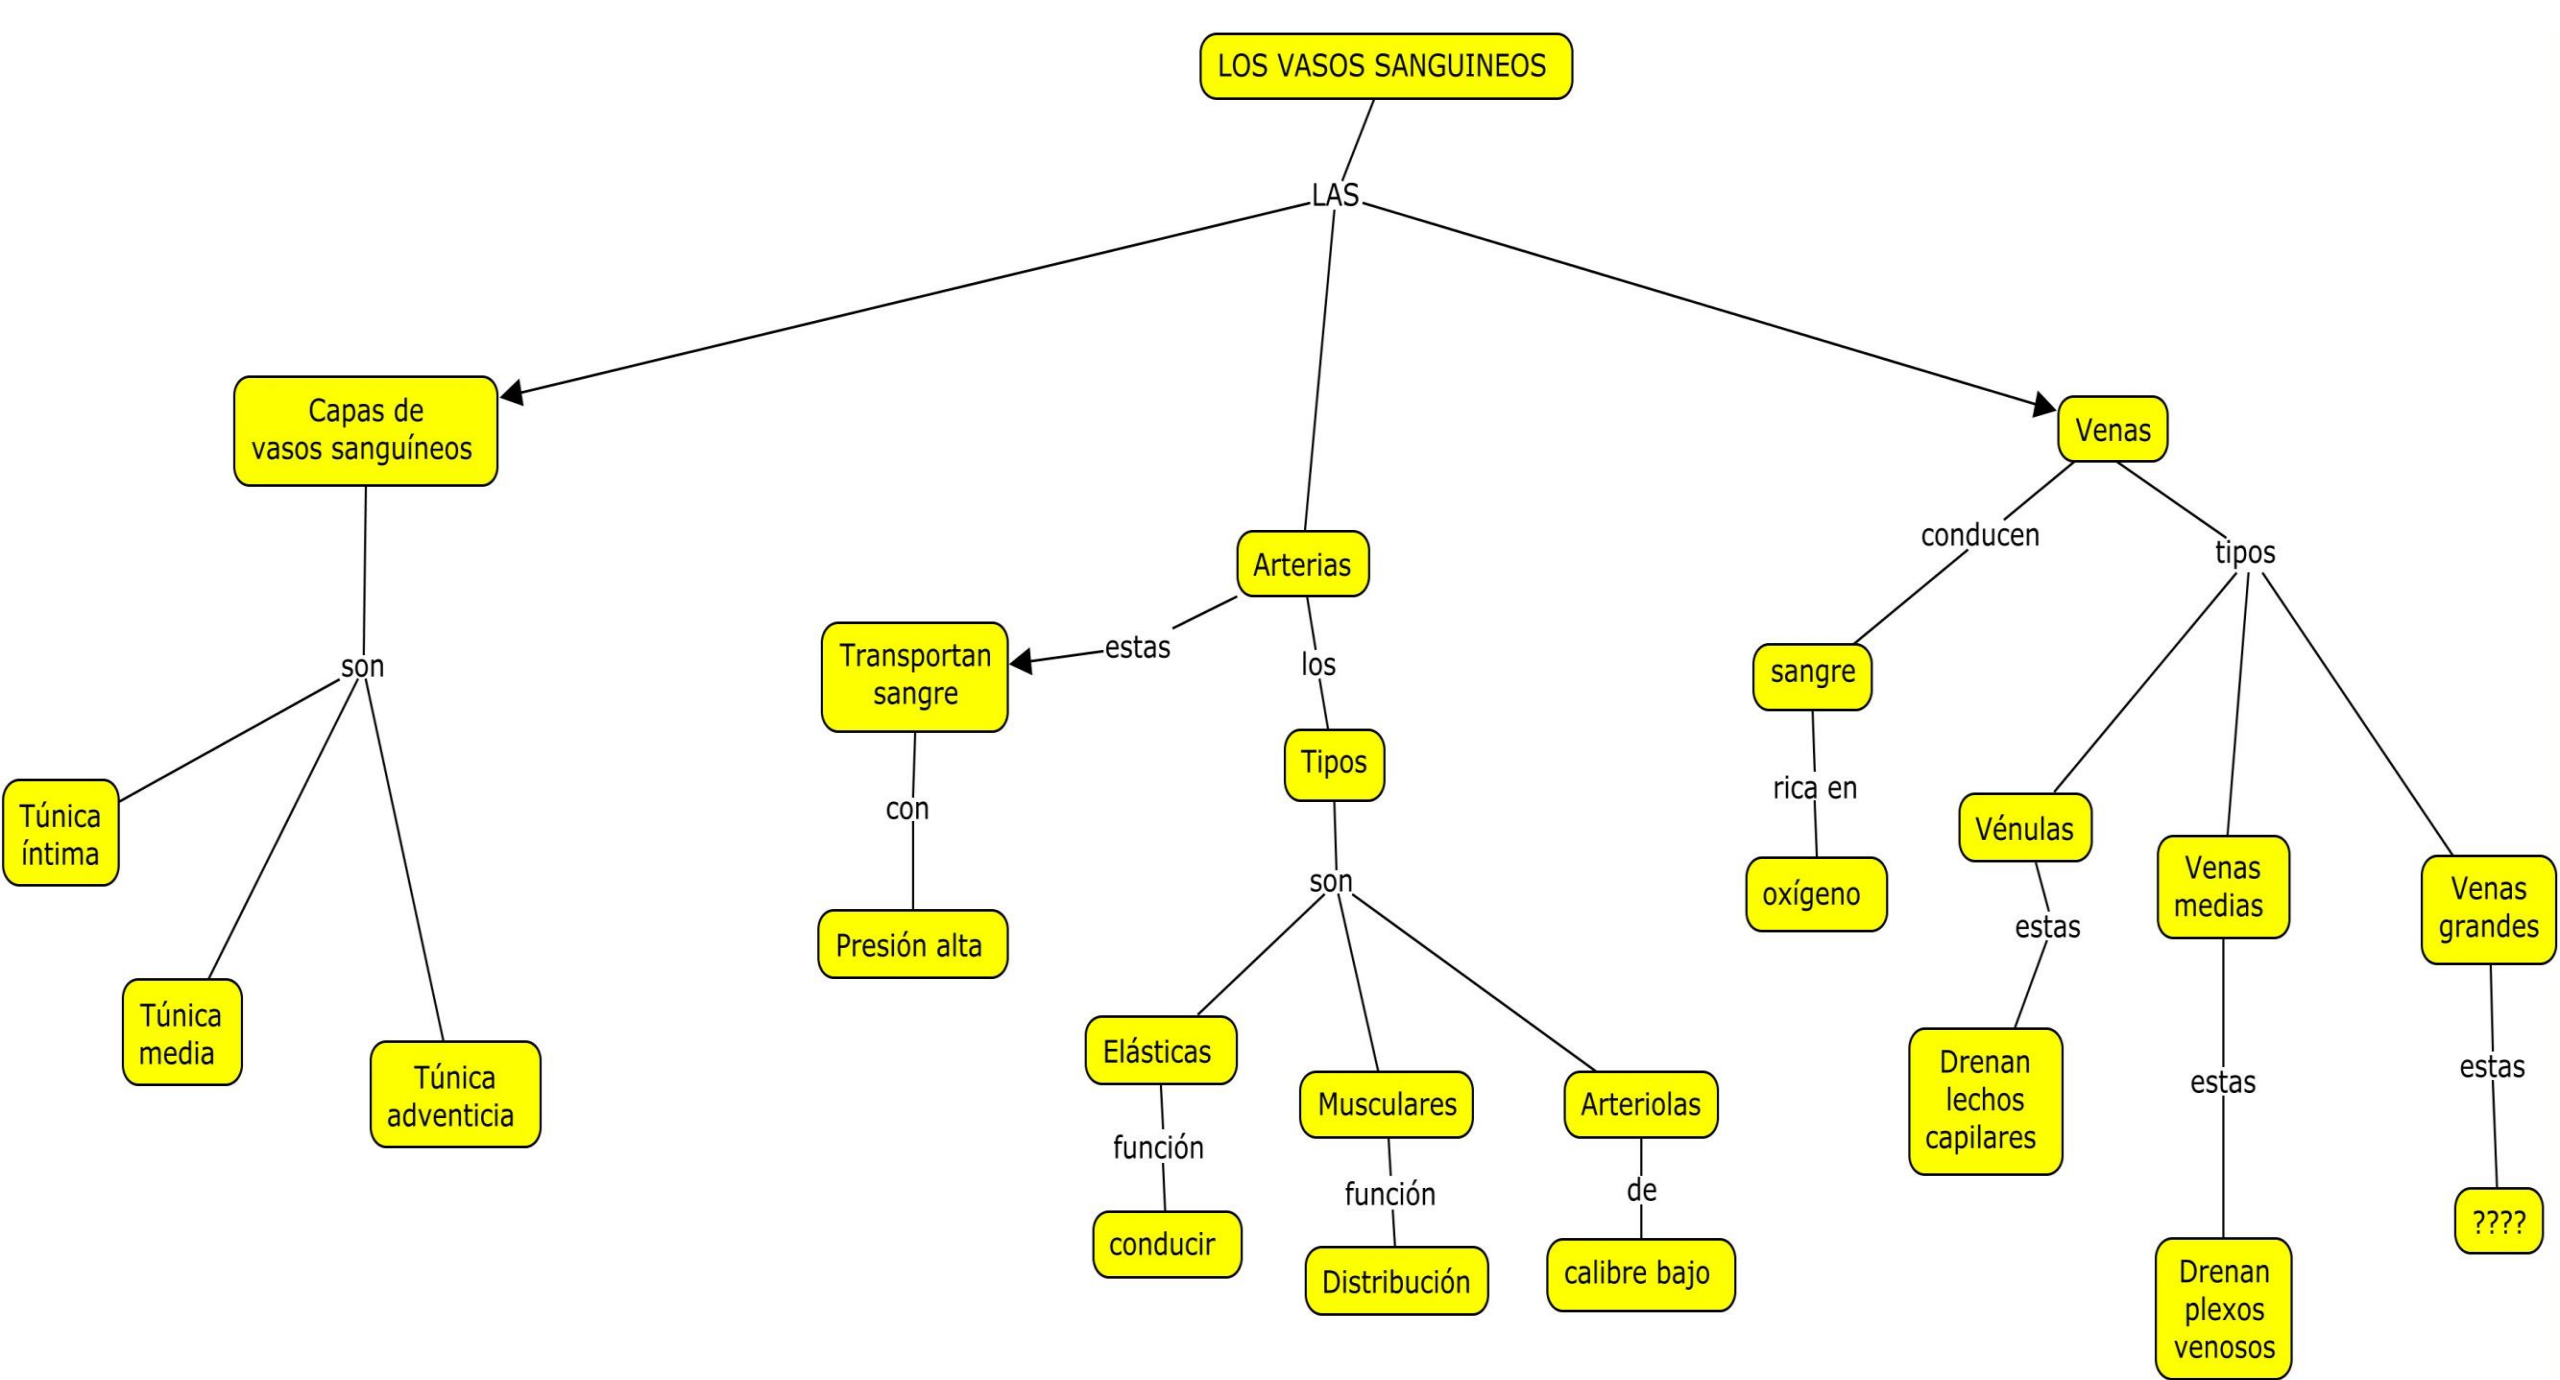 LOS VASOS SANGUINEOS
LAS
Capas de
vasos sanguíneos
son
Túnica
íntima
Túnica
media
Túnica
adventicia
Arterias
estas
Transportan
sangre
con
Presión alta
los
Tipos
son
Elásticas
función
conducir
Musculares
función
Distribución
Arteriolas
de
calibre bajo
Venas
conducen
sangre
rica en
oxígeno
tipos
Vénulas
estas
Drenan
lechos
capilares
Venas
medias
estas
Drenan
plexos
venosos
Venas
grandes
estas
????